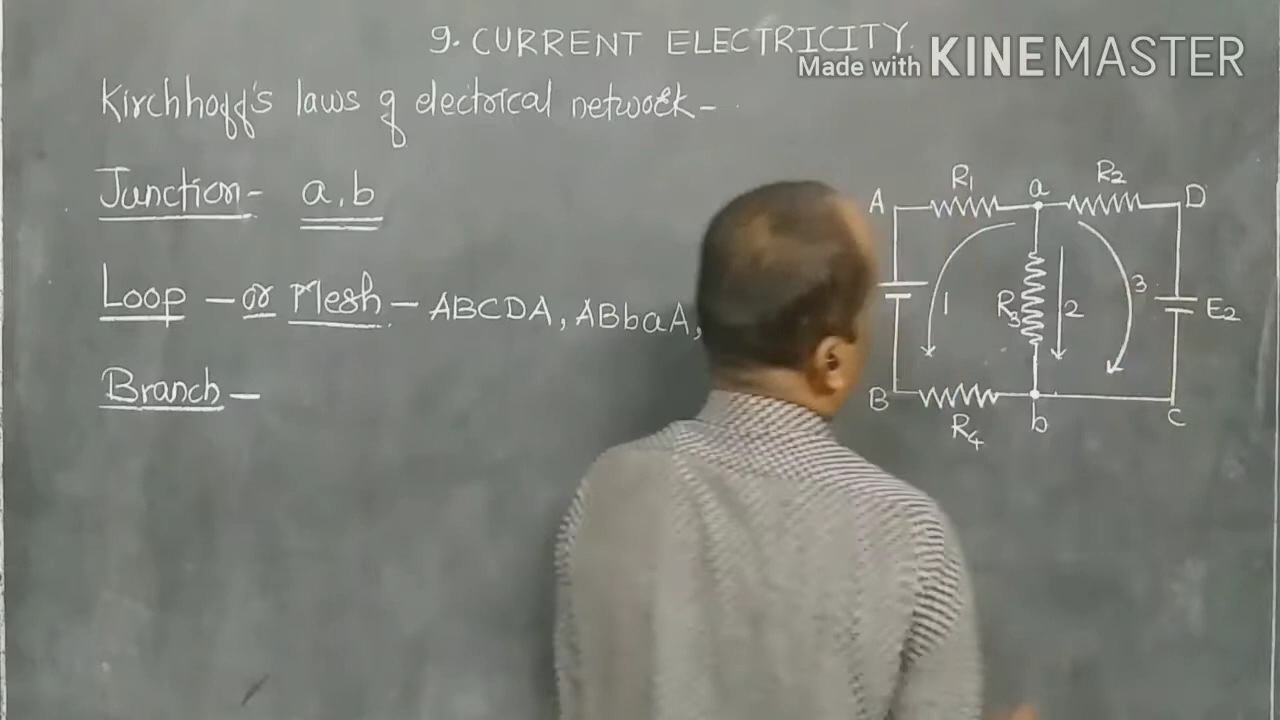 9. CURRENT ELECTRICITY.
Made with KINEMASTER
Kirchhoff's laws of electrical network-
Junction- a, b
Loop - or Mesh - ABCDA, ABbaA,
Branch -
R1 a R2
A D
1 R3 2 3 E2
B b C
R4